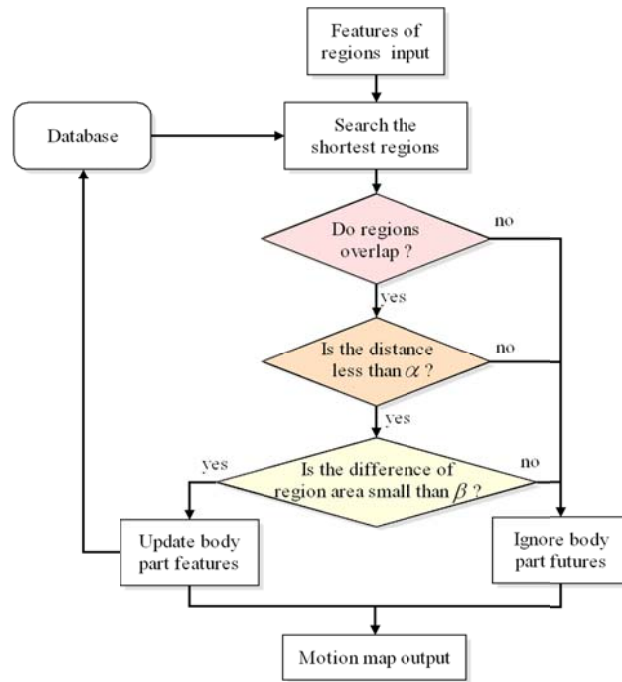 Features of
regions input
Database
Search the
shortest regions
Do regions
overlap ?
no
yes
Is the distance
less than α ?
no
yes
Is the difference of
region area small than β ?
yes
no
Update body
part features
Ignore body
part futures
Motion map output